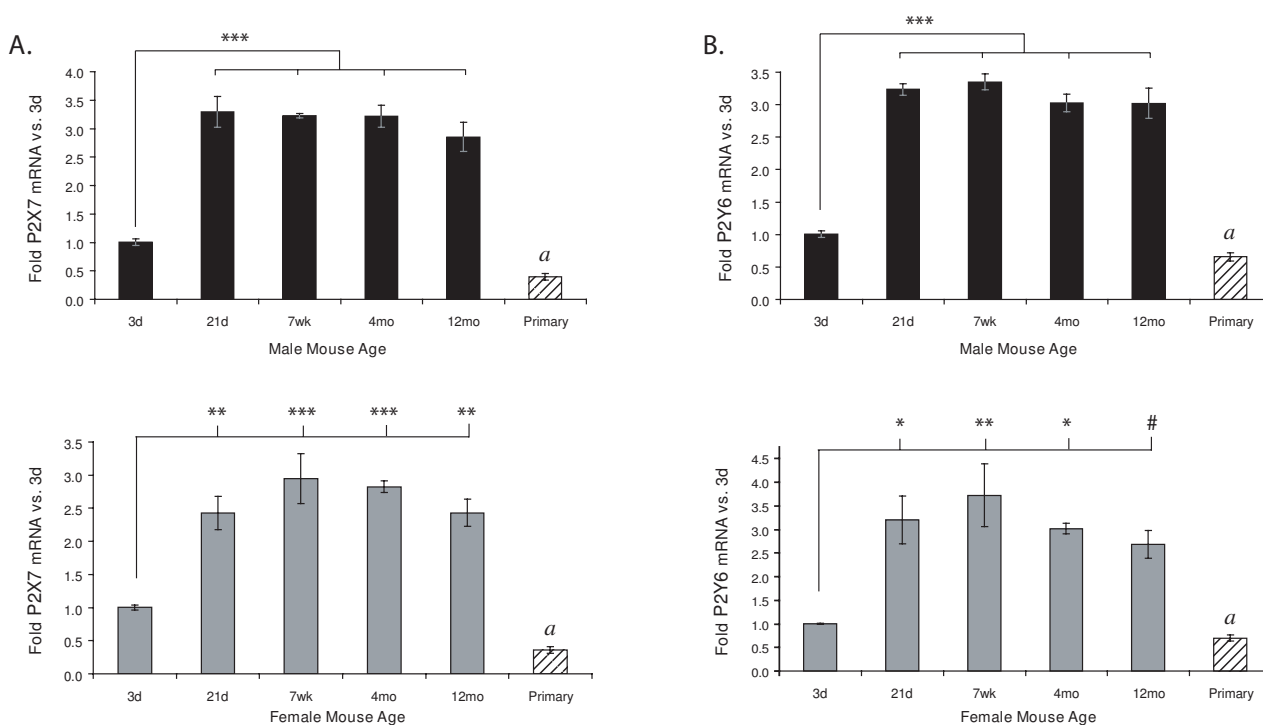 A.
***
Fold P2X7 mRNA vs. 3d
4.0
3.5
3.0
2.5
2.0
1.5
1.0
0.5
0.0
a
3d 21d 7wk 4mo 12mo Primary
Male Mouse Age
B.
***
Fold P2Y6 mRNA vs. 3d
3.5
3.0
2.5
2.0
1.5
1.0
0.5
0.0
a
3d 21d 7wk 4mo 12mo Primary
Male Mouse Age
** *** *** **
Fold P2X7 mRNA vs. 3d
3.5
3.0
2.5
2.0
1.5
1.0
0.5
0.0
a
3d 21d 7wk 4mo 12mo Primary
Female Mouse Age
* ** * #
Fold P2Y6 mRNA vs. 3d
4.5
4.0
3.5
3.0
2.5
2.0
1.5
1.0
0.5
0.0
a
3d 21d 7wk 4mo 12mo Primary
Female Mouse Age